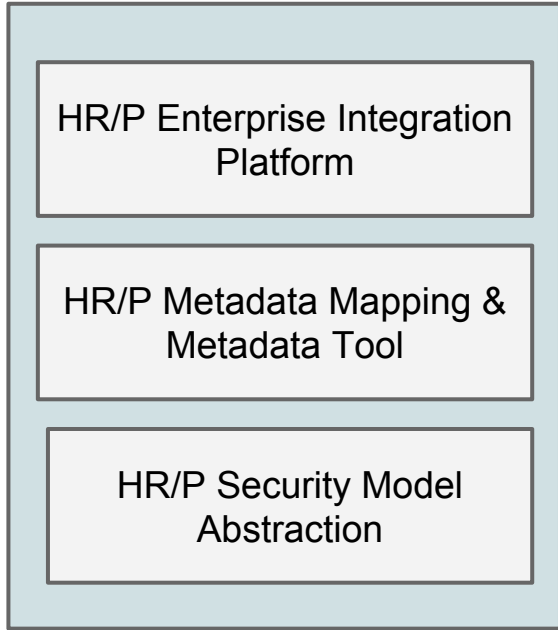 HR/P Enterprise Integration
Platform
HR/P Metadata Mapping &
Metadata Tool
HR/P Security Model
Abstraction